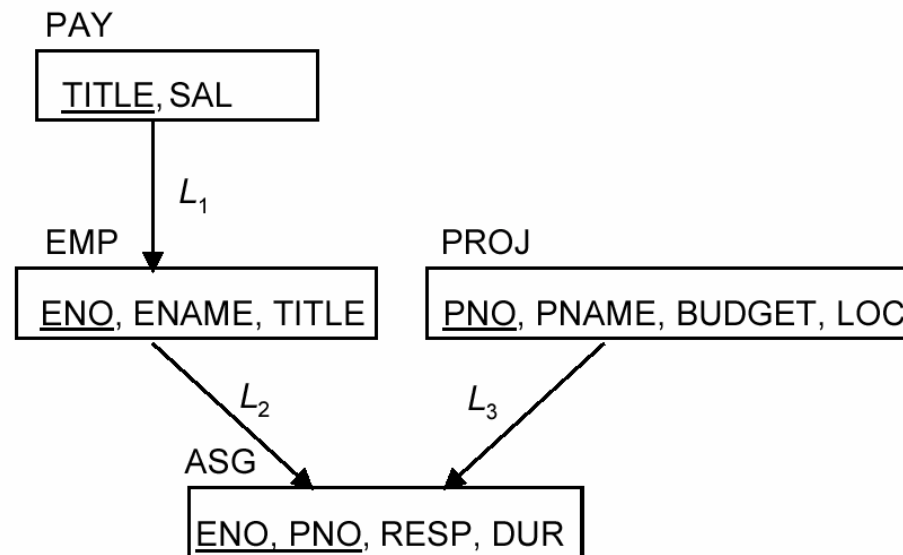 PAY
TITLE, SAL
L1
EMP
PROJ
ENO, ENAME, TITLE
PNO, PNAME, BUDGET, LOC
L2
L3
ASG
ENO, PNO, RESP, DUR